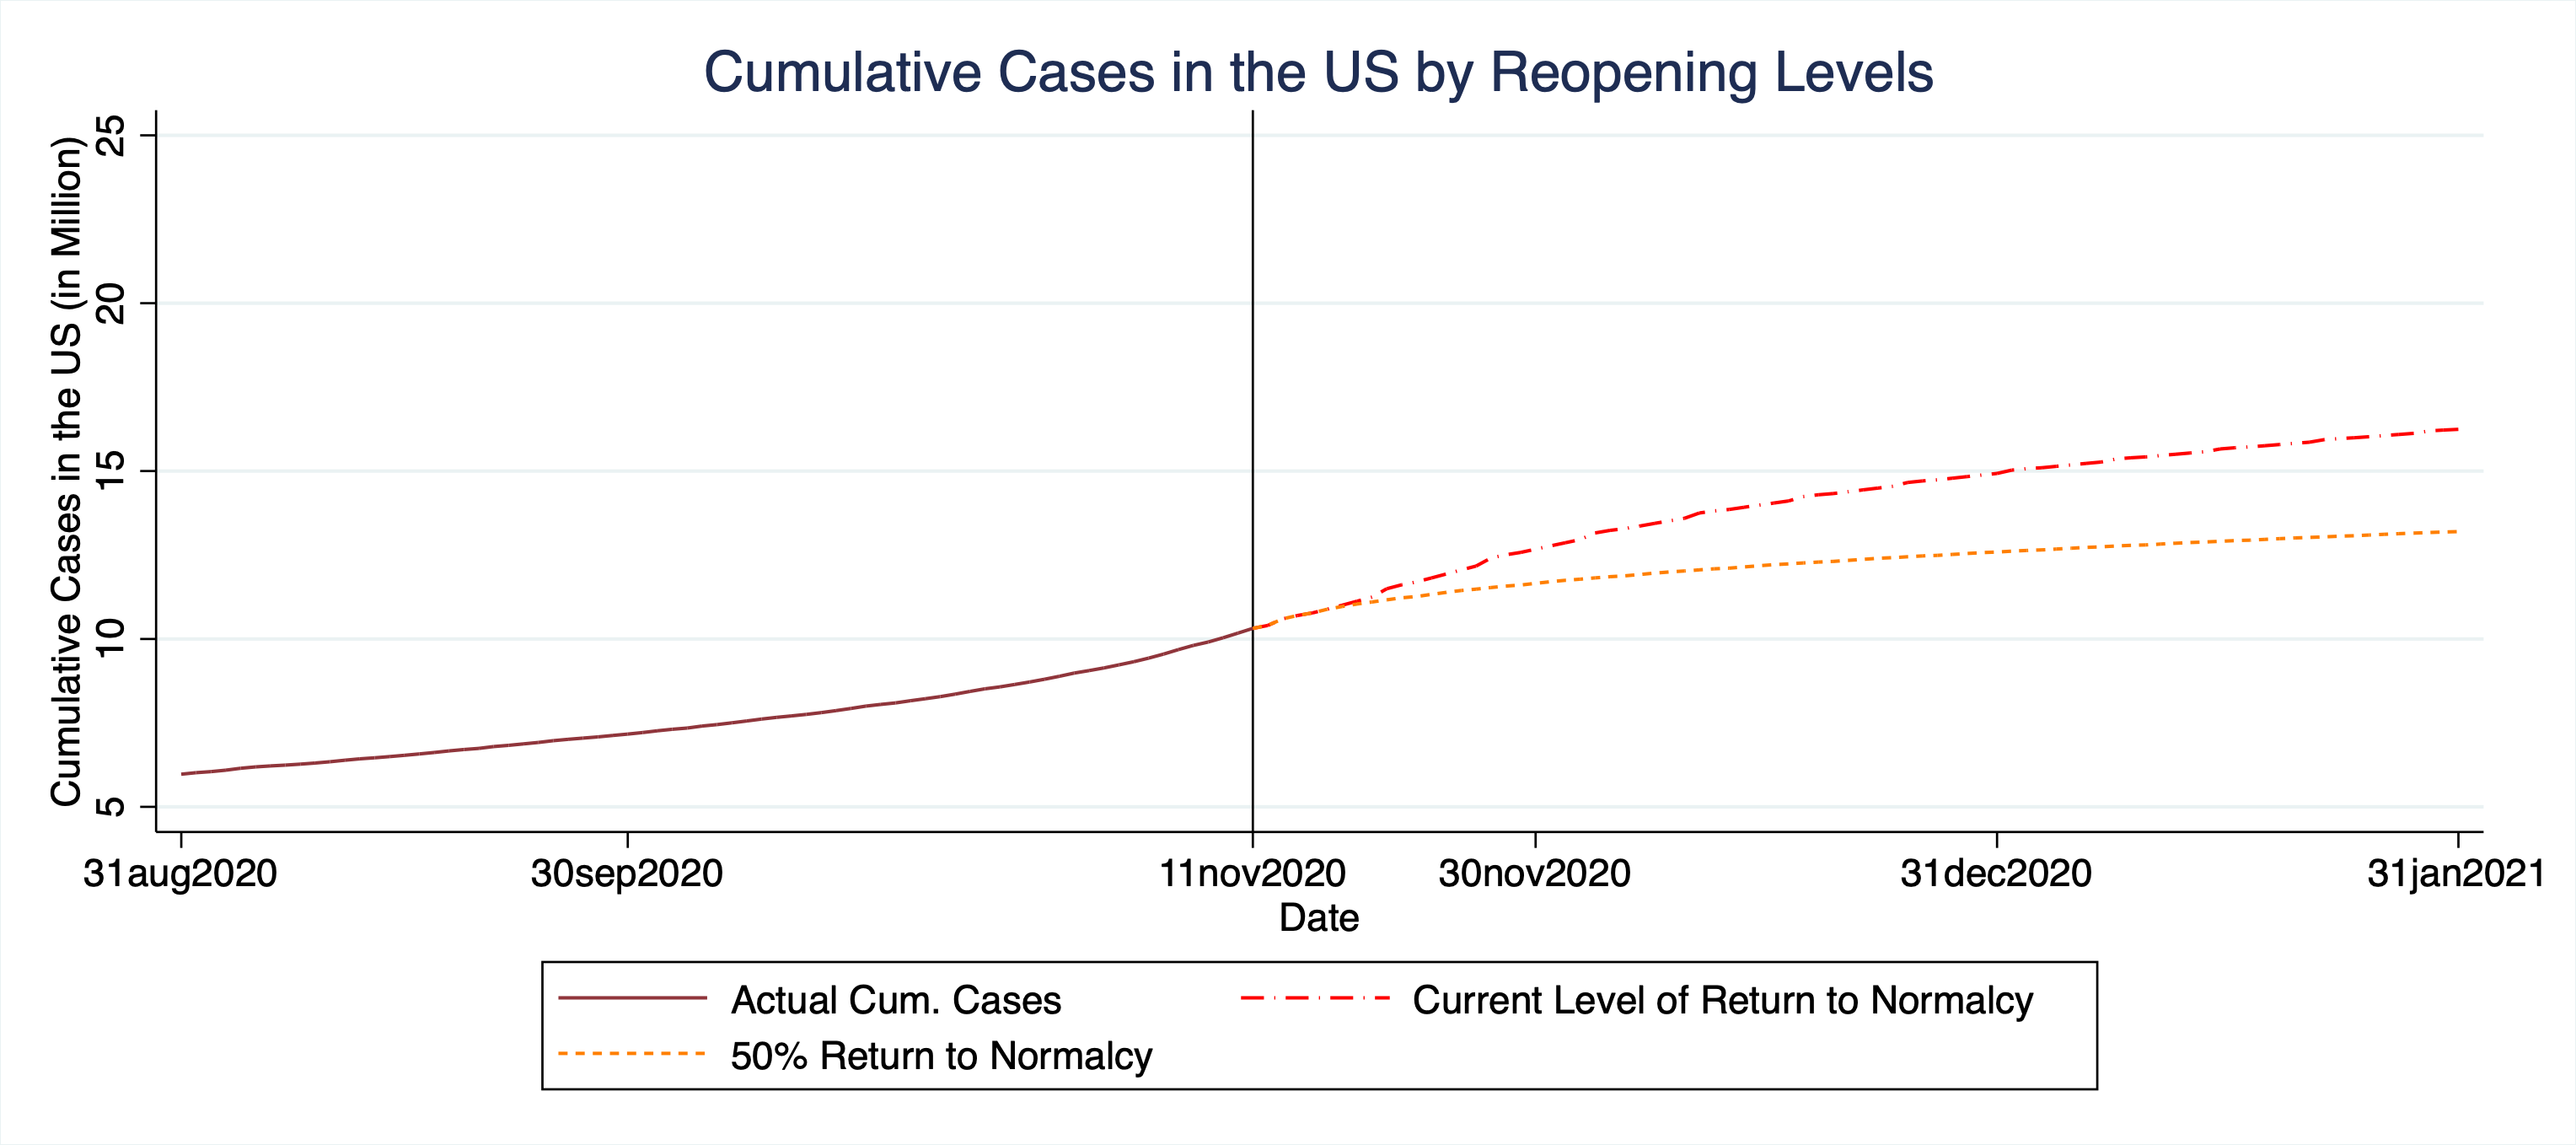 Cumulative Cases in the US by Reopening Levels
Cumulative Cases in the US (in Million)
25
20
15
10
5
31aug2020
30sep2020
11nov2020
30nov2020
31dec2020
31jan2021
Date
Actual Cum. Cases
Current Level of Return to Normalcy
50% Return to Normalcy